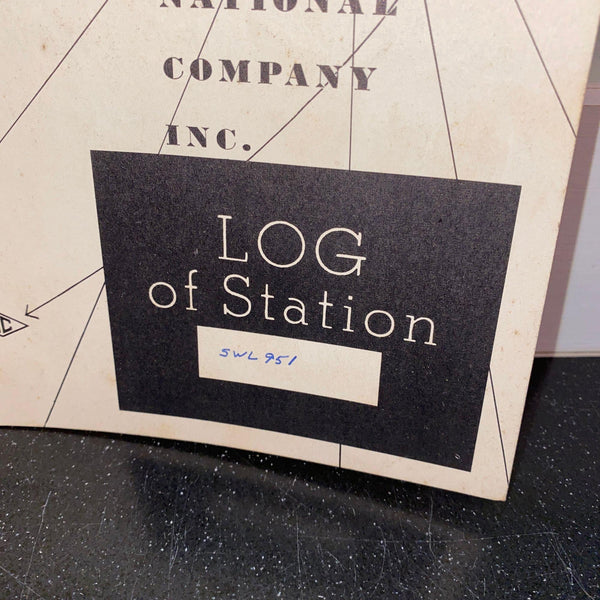 NATIONAL
COMPANY
INC.
LOG
of Station
SWL 951
C